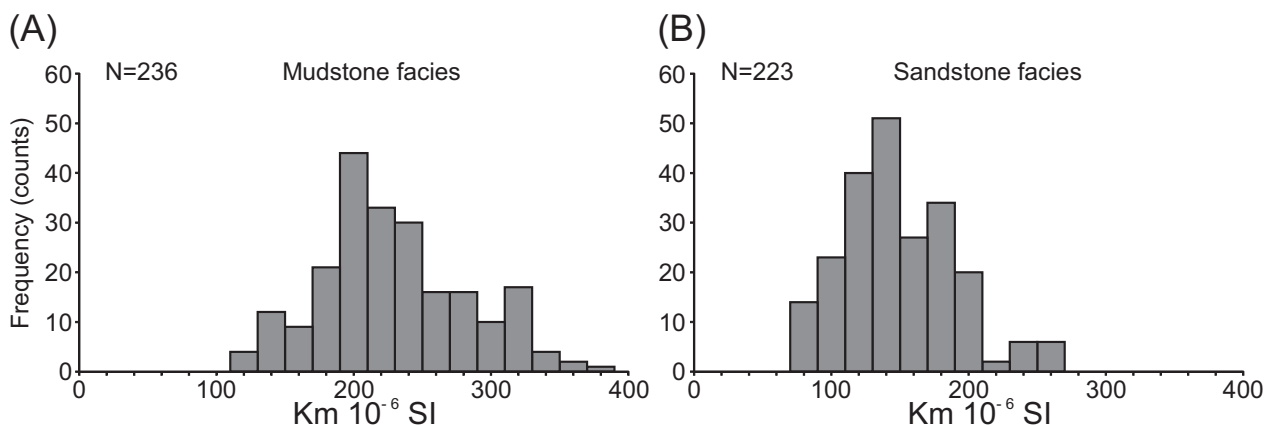 (A)
N=236 Mudstone facies
Frequency (counts)
60
50
40
30
20
10
0
0 100 200 300 400
Km 10⁻⁶ SI
(B)
N=223 Sandstone facies
60
50
40
30
20
10
0
0 100 200 300 400
Km 10⁻⁶ SI